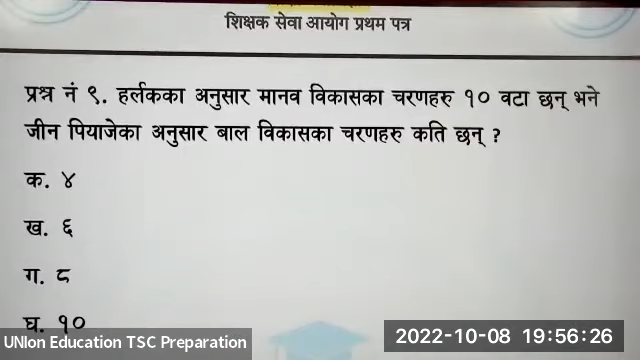 शिक्षक सेवा आयोग प्रथम पत्र
प्रश्न नं ९. हर्लकका अनुसार मानव विकासका चरणहरु १० वटा छन् भने
जीन पियाजेका अनुसार बाल विकासका चरणहरु कति छन् ?
क. ४
ख. ६
ग. ८
घ. १०
UNIon Education TSC Preparation
2022-10-08 19:56:26